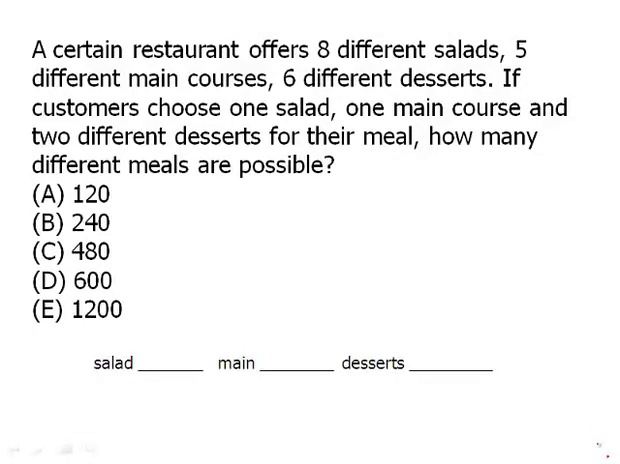 A certain restaurant offers 8 different salads, 5
different main courses, 6 different desserts. If
customers choose one salad, one main course and
two different desserts for their meal, how many
different meals are possible?
(A) 120
(B) 240
(C) 480
(D) 600
(E) 1200
salad _______ main ________ desserts _________